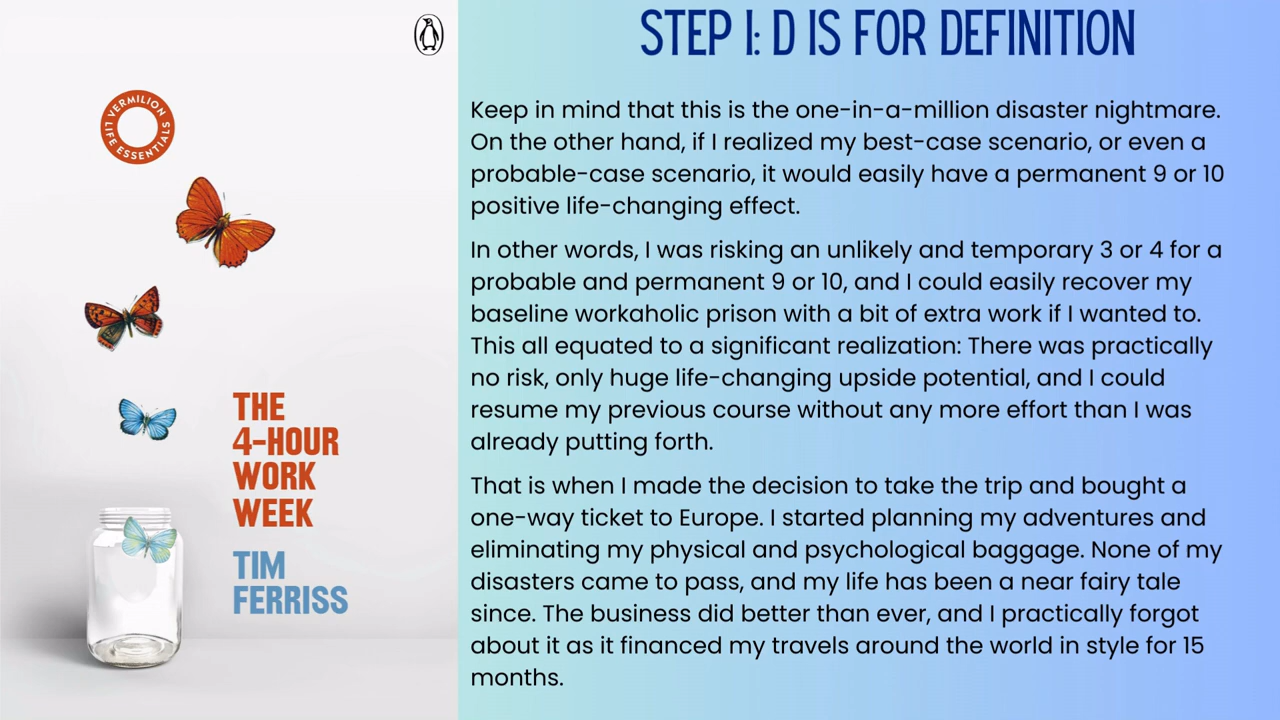 VERMILION
LIFE ESSENTIALS
THE
4-HOUR
WORK
WEEK
TIM
FERRISS
STEP 1: D IS FOR DEFINITION
Keep in mind that this is the one-in-a-million disaster nightmare.
On the other hand, if I realized my best-case scenario, or even a
probable-case scenario, it would easily have a permanent 9 or 10
positive life-changing effect.
In other words, I was risking an unlikely and temporary 3 or 4 for a
probable and permanent 9 or 10, and I could easily recover my
baseline workaholic prison with a bit of extra work if I wanted to.
This all equated to a significant realization: There was practically
no risk, only huge life-changing upside potential, and I could
resume my previous course without any more effort than I was
already putting forth.
That is when I made the decision to take the trip and bought a
one-way ticket to Europe. I started planning my adventures and
eliminating my physical and psychological baggage. None of my
disasters came to pass, and my life has been a near fairy tale
since. The business did better than ever, and I practically forgot
about it as it financed my travels around the world in style for 15
months.